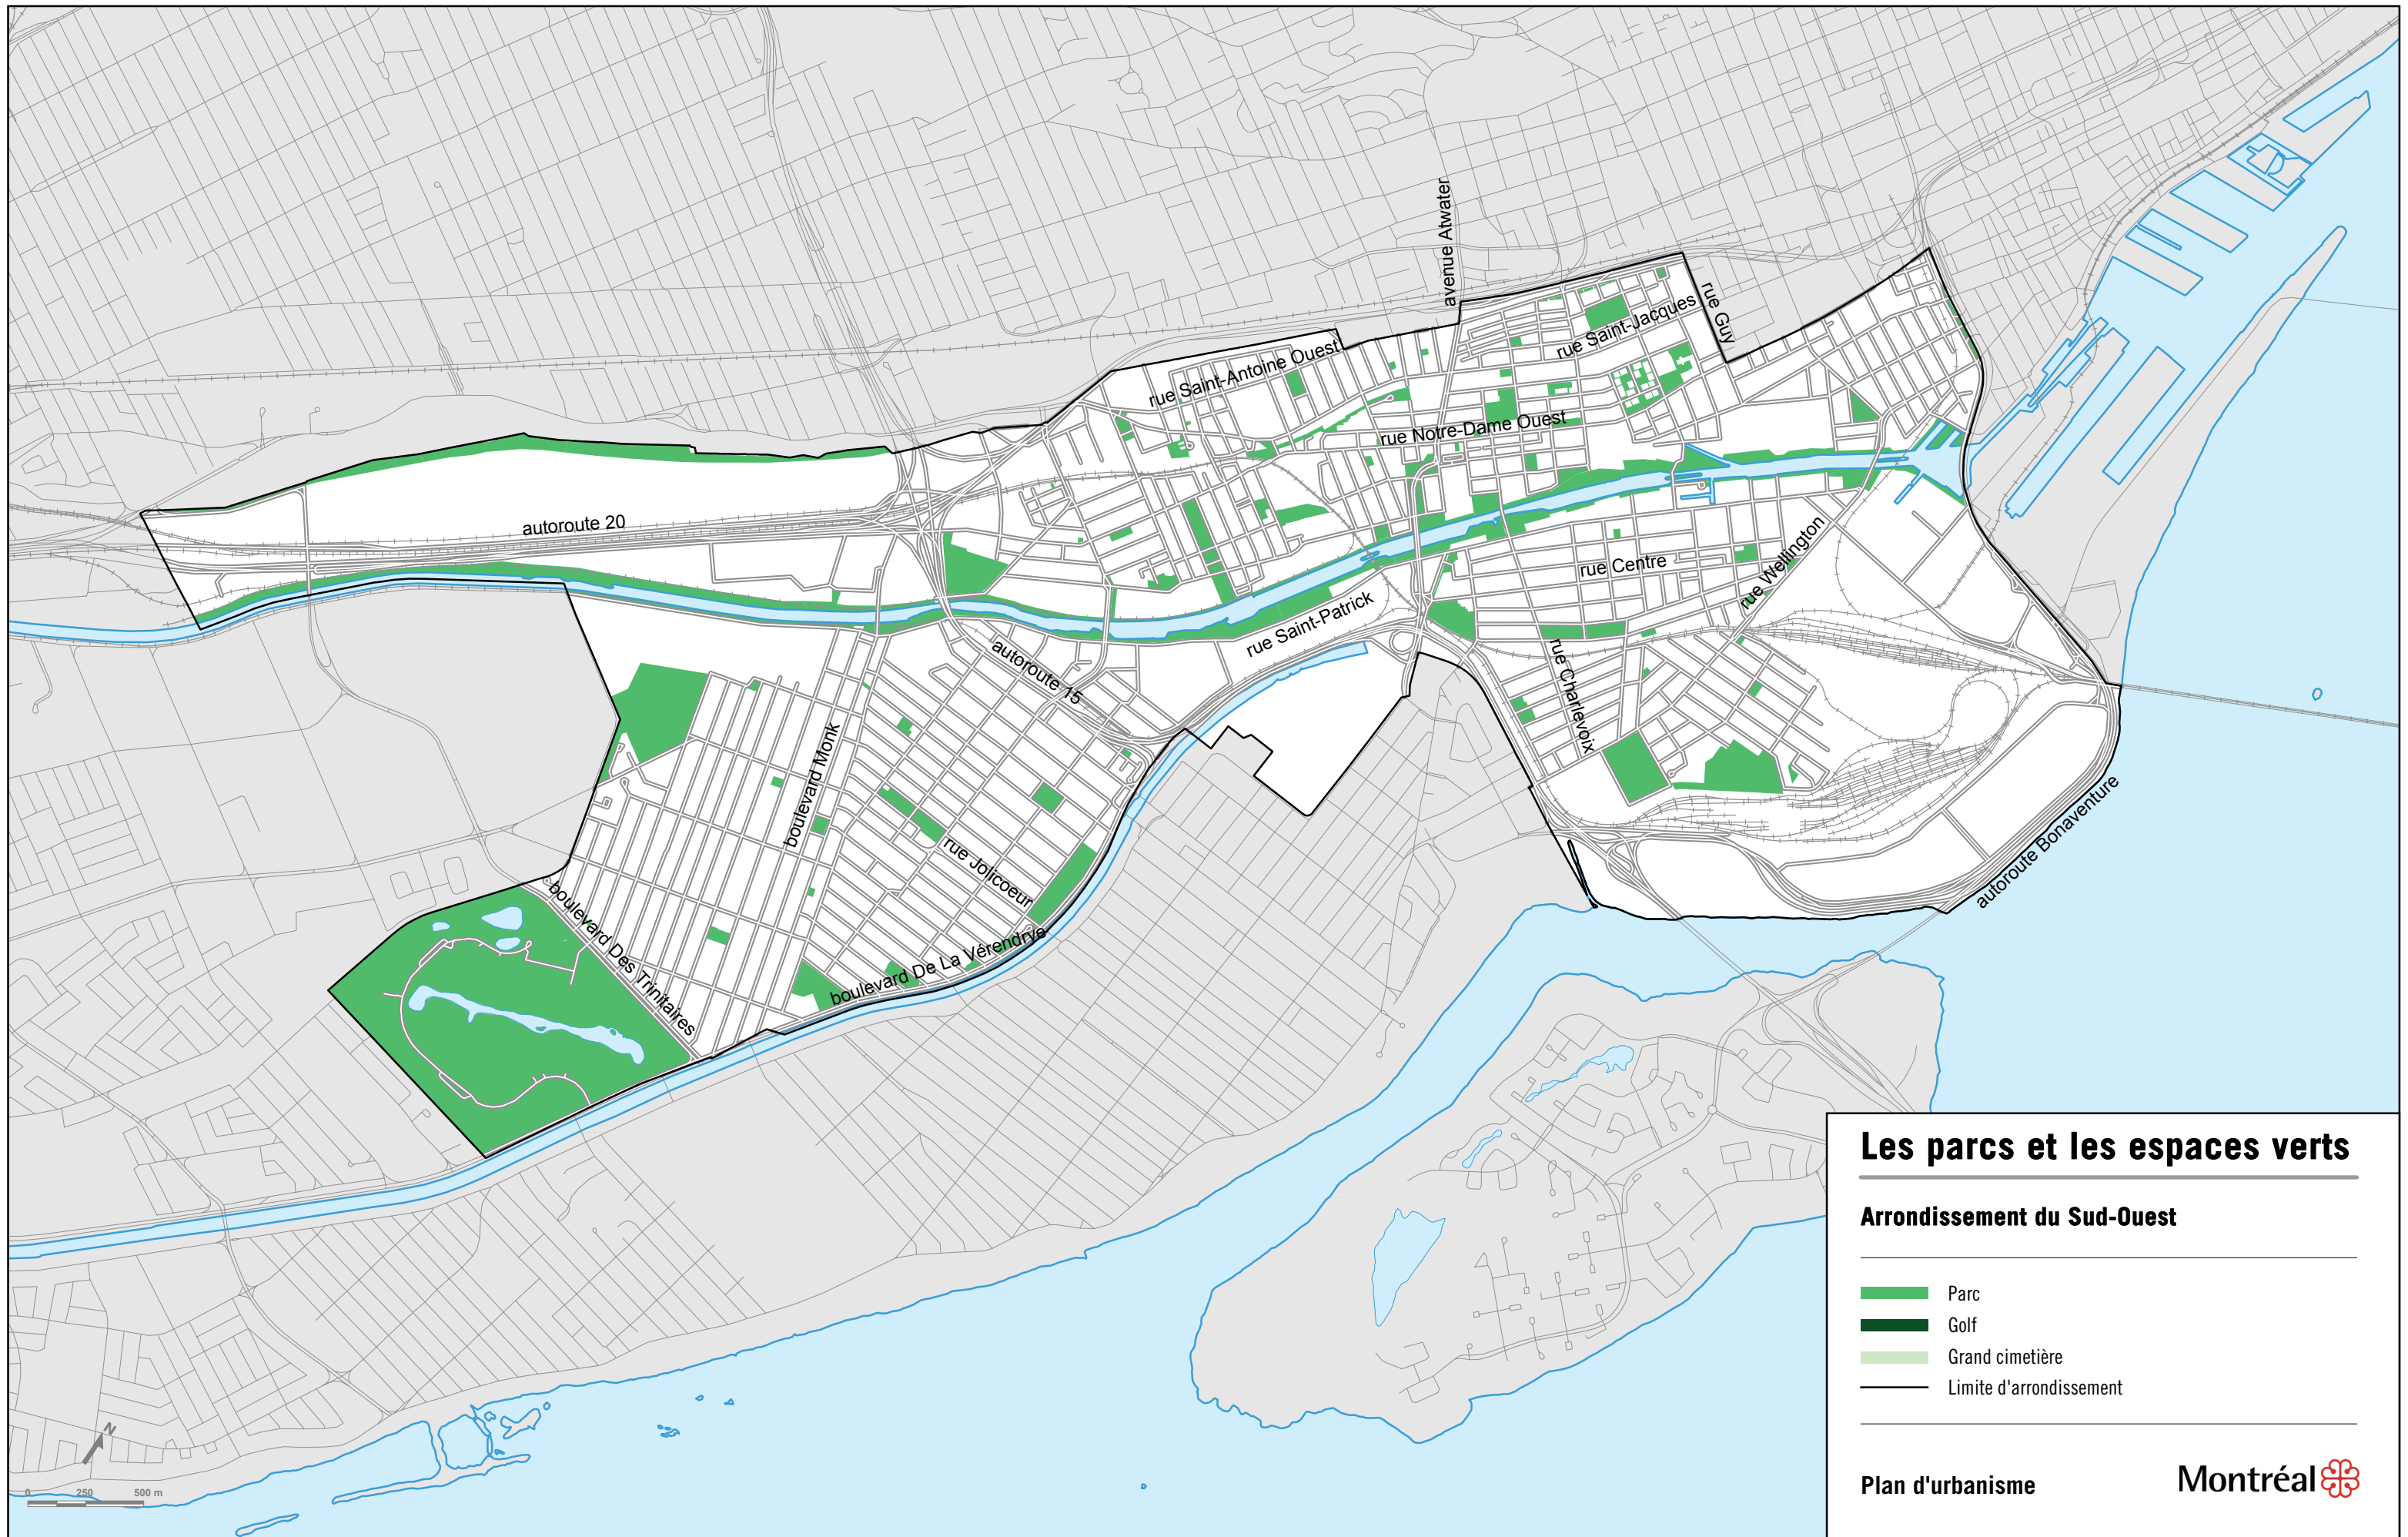 avenue Atwater
rue Guy
rue Saint-Jacques
rue Saint-Antoine Ouest
rue Notre-Dame Ouest
autoroute 20
rue Centre
rue Wellington
rue Saint-Patrick
autoroute 15
rue Charlevoix
boulevard Monk
rue Jolicoeur
autoroute Bonaventure
boulevard Des Trinitaires
boulevard De La Vérendrye
Les parcs et les espaces verts
Arrondissement du Sud-Ouest
Parc
Golf
Grand cimetière
Limite d'arrondissement
Plan d'urbanisme
Montréal
N
0 250 500 m